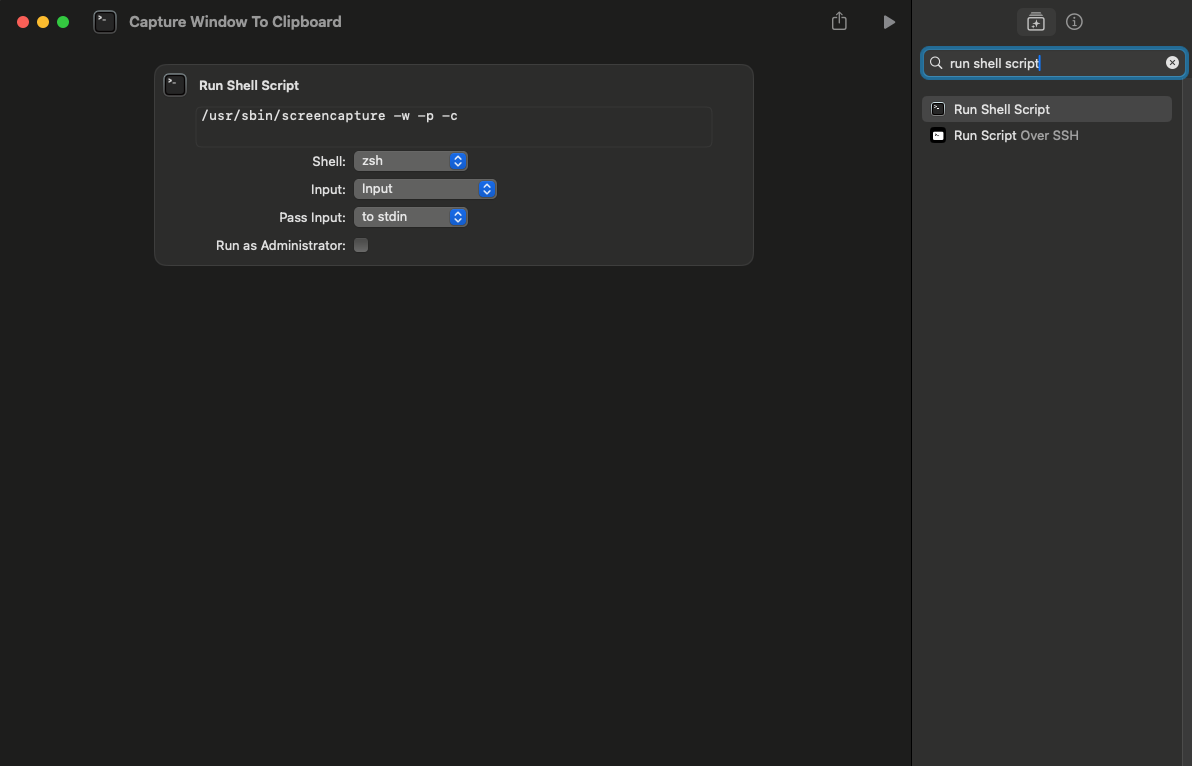 Capture Window To Clipboard
run shell script
Run Shell Script
/usr/sbin/screencapture -w -p -c
Shell: zsh
Input: Input
Pass Input: to stdin
Run as Administrator:
Run Shell Script
Run Script Over SSH